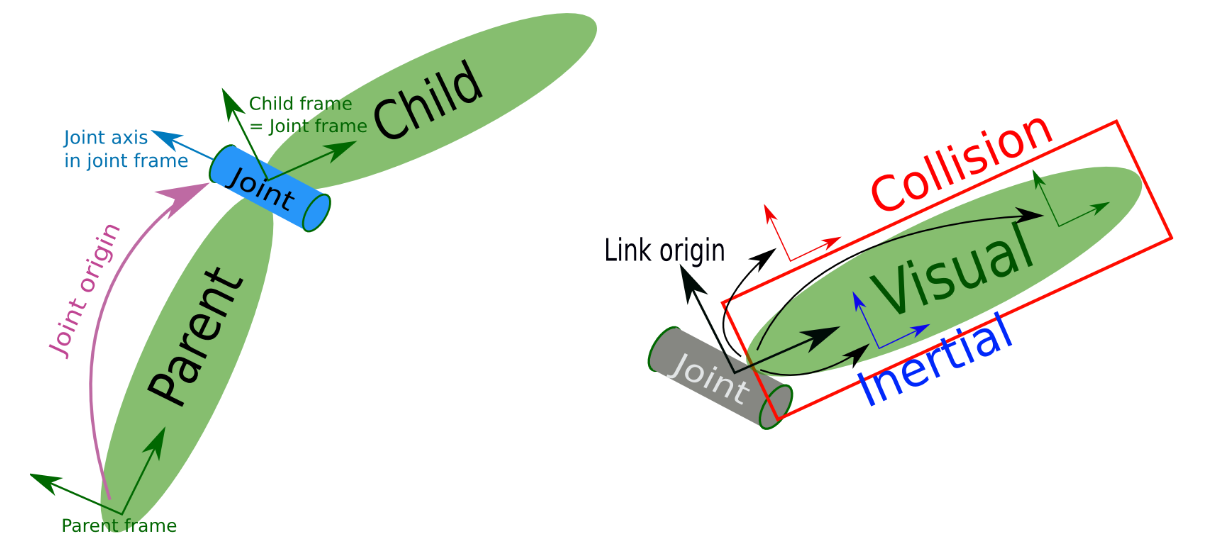 Child frame
= Joint frame
Child
Joint axis
in joint frame
Joint
Joint origin
Parent
Parent frame
Collision
Link origin
Visual
Joint
Inertial